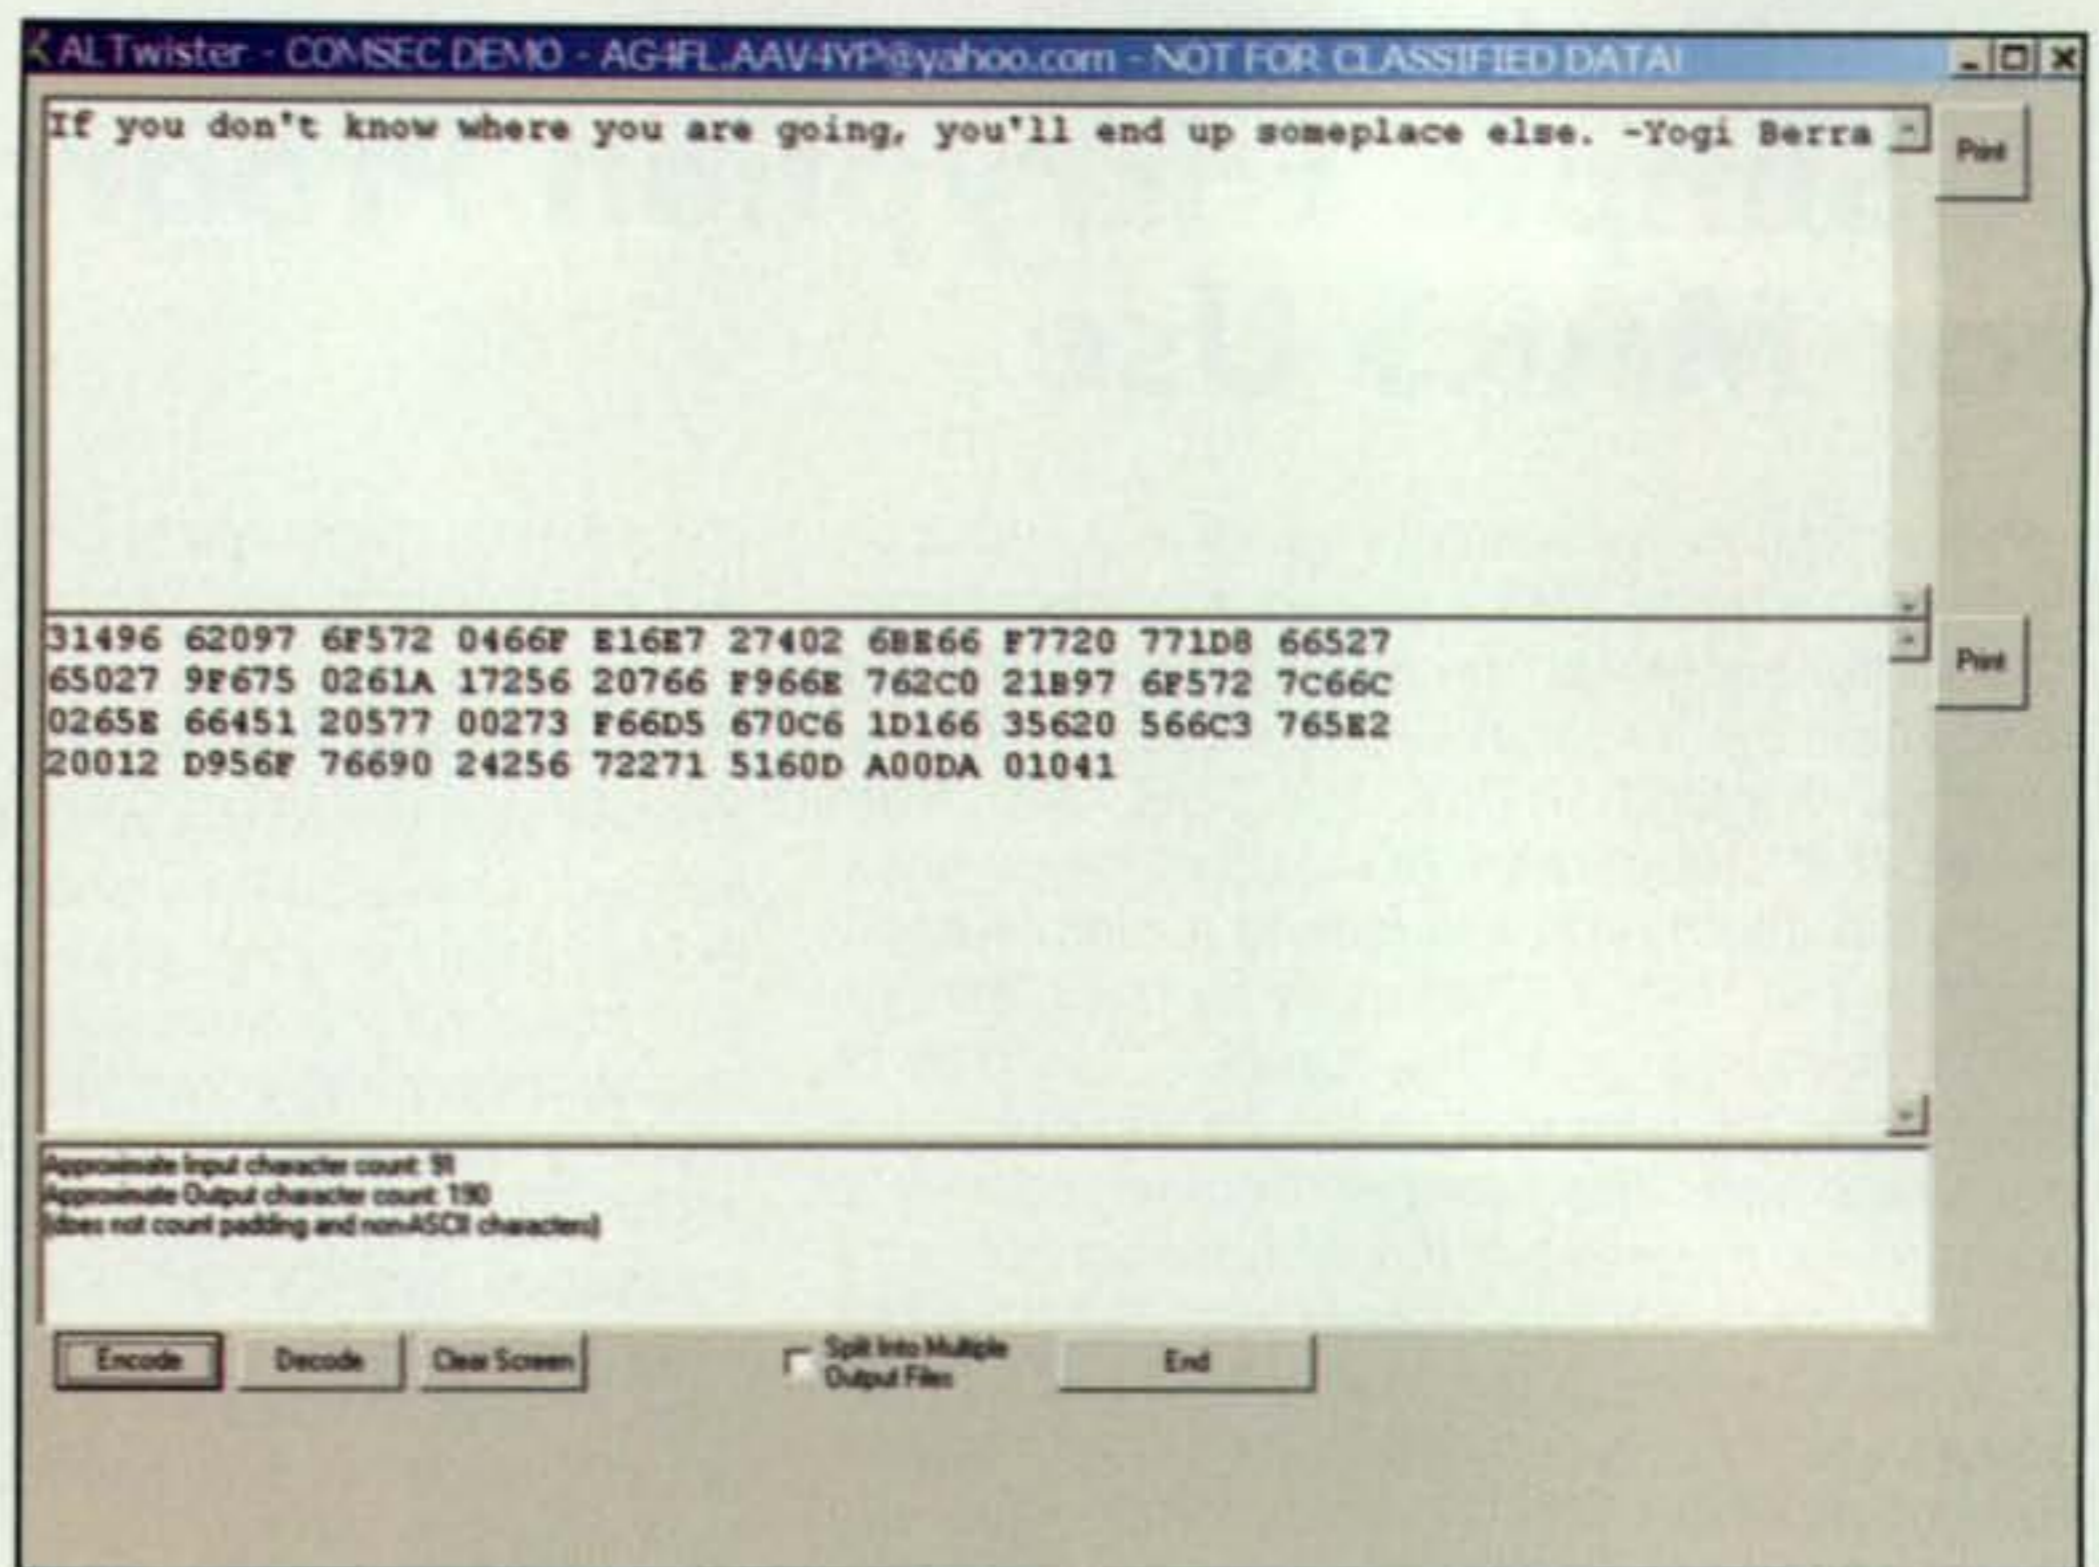 ALTwister - COMSEC DEMO - AG4FL.AAV4YP@yahoo.com - NOT FOR CLASSIFIED DATA!
If you don't know where you are going, you'll end up someplace else. -Yogi Berra
Print
31496 62097 6F572 0466F E16E7 27402 6BE66 F7720 771D8 66527
Print
65027 9F675 0261A 17256 20766 F966E 762C0 21B97 6F572 7C66C
0265E 66451 20577 00273 F66D5 670C6 1D166 35620 566C3 765E2
20012 D956F 76690 24256 72271 5160D A00DA 01041
Approximate Input character count: 91
Approximate Output character count: 190
(does not count padding and non-ASCII characters)
Encode Decode Clear Screen Split Into Multiple End
Output Files